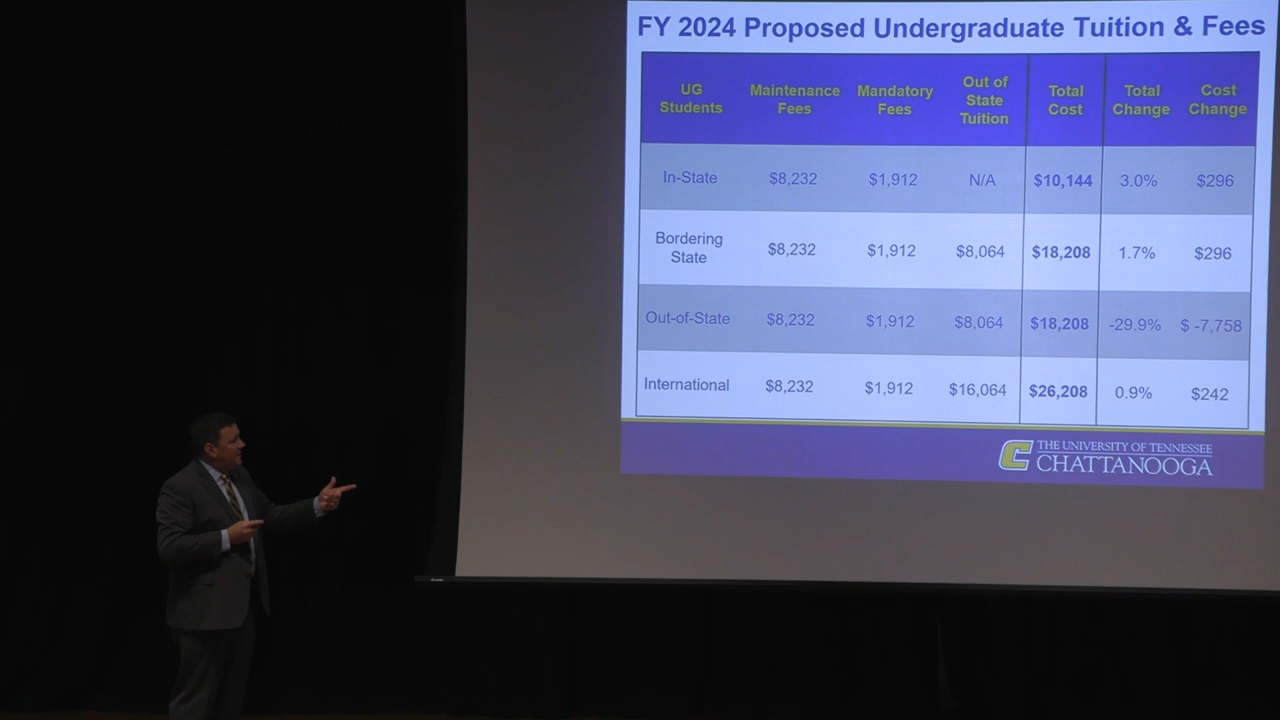 FY 2024 Proposed Undergraduate Tuition & Fees
UG Students Maintenance Fees Mandatory Fees Out of State Tuition Total Cost Total Change Cost Change
In-State $8,232 $1,912 N/A $10,144 3.0% $296
Bordering State $8,232 $1,912 $8,064 $18,208 1.7% $296
Out-of-State $8,232 $1,912 $8,064 $18,208 -29.9% $ -7,758
International $8,232 $1,912 $16,064 $26,208 0.9% $242
THE UNIVERSITY OF TENNESSEE
CHATTANOOGA